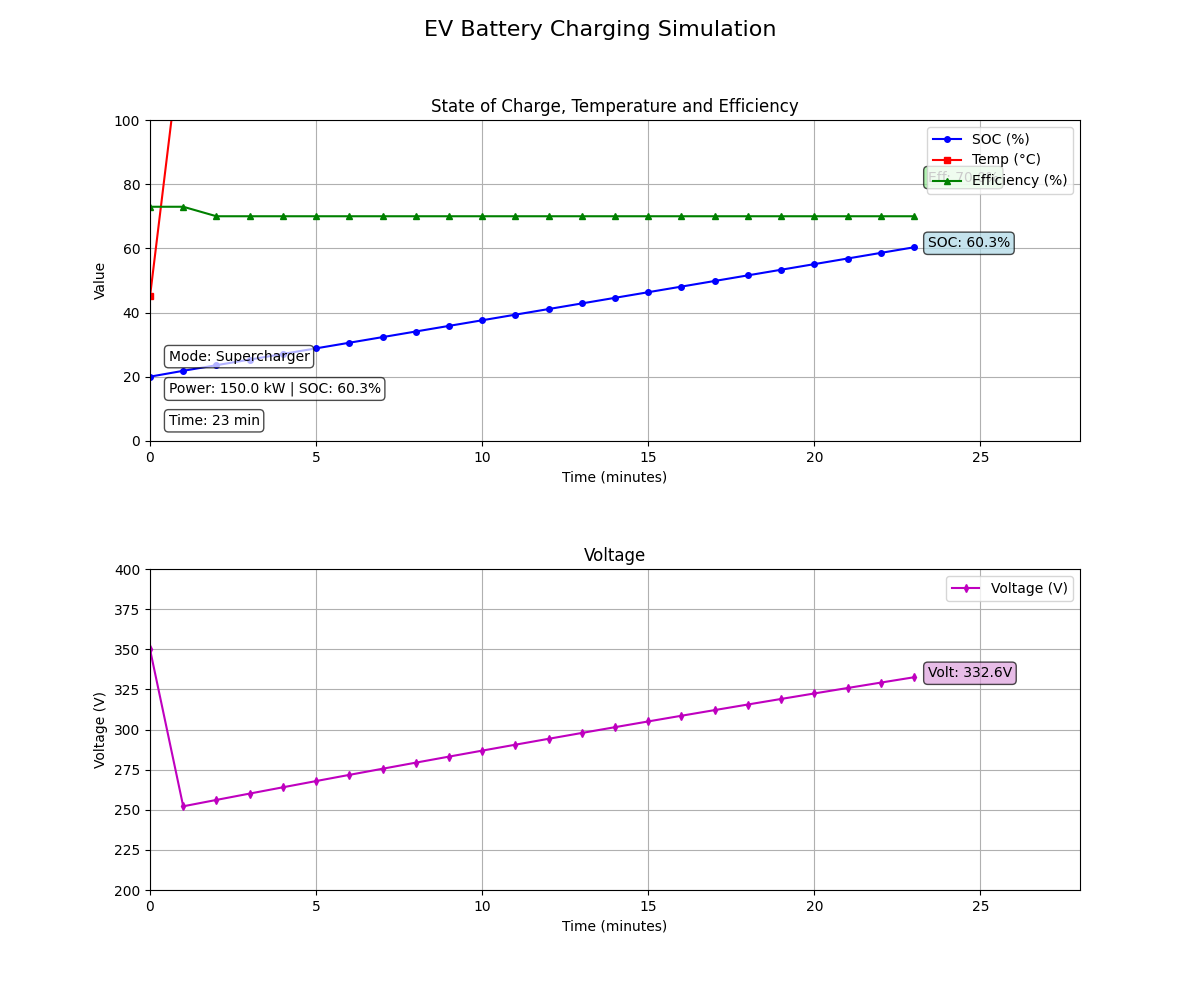 EV Battery Charging Simulation
State of Charge, Temperature and Efficiency
100
80
60
40
20
0
Value
SOC (%)
Temp (°C)
Efficiency (%)
SOC: 60.3%
Mode: Supercharger
Power: 150.0 kW | SOC: 60.3%
Time: 23 min
0 5 10 15 20 25
Time (minutes)
Voltage
400
375
350
325
300
275
250
225
200
Voltage (V)
Voltage (V)
Volt: 332.6V
0 5 10 15 20 25
Time (minutes)